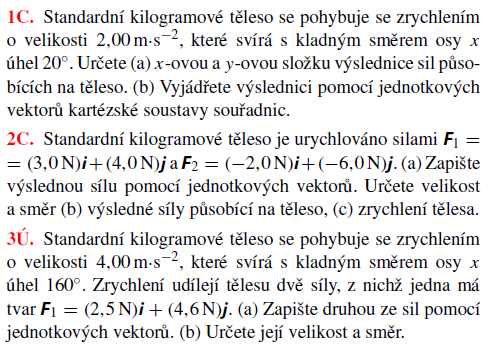 1C. Standardní kilogramové těleso se pohybuje se zrychlením
o velikosti 2,00 m·s⁻², které svírá s kladným směrem osy x
úhel 20°. Určete (a) x-ovou a y-ovou složku výslednice sil půso-
bících na těleso. (b) Vyjádřete výslednici pomocí jednotkových
vektorů kartézské soustavy souřadnic.
2C. Standardní kilogramové těleso je urychlováno silami F₁ =
= (3,0 N)i + (4,0 N)j a F₂ = (−2,0 N)i + (−6,0 N)j. (a) Zapište
výslednou sílu pomocí jednotkových vektorů. Určete velikost
a směr (b) výsledné síly působící na těleso, (c) zrychlení tělesa.
3Ú. Standardní kilogramové těleso se pohybuje se zrychlením
o velikosti 4,00 m·s⁻², které svírá s kladným směrem osy x
úhel 160°. Zrychlení udílejí tělesu dvě síly, z nichž jedna má
tvar F₁ = (2,5 N)i + (4,6 N)j. (a) Zapište druhou ze sil pomocí
jednotkových vektorů. (b) Určete její velikost a směr.